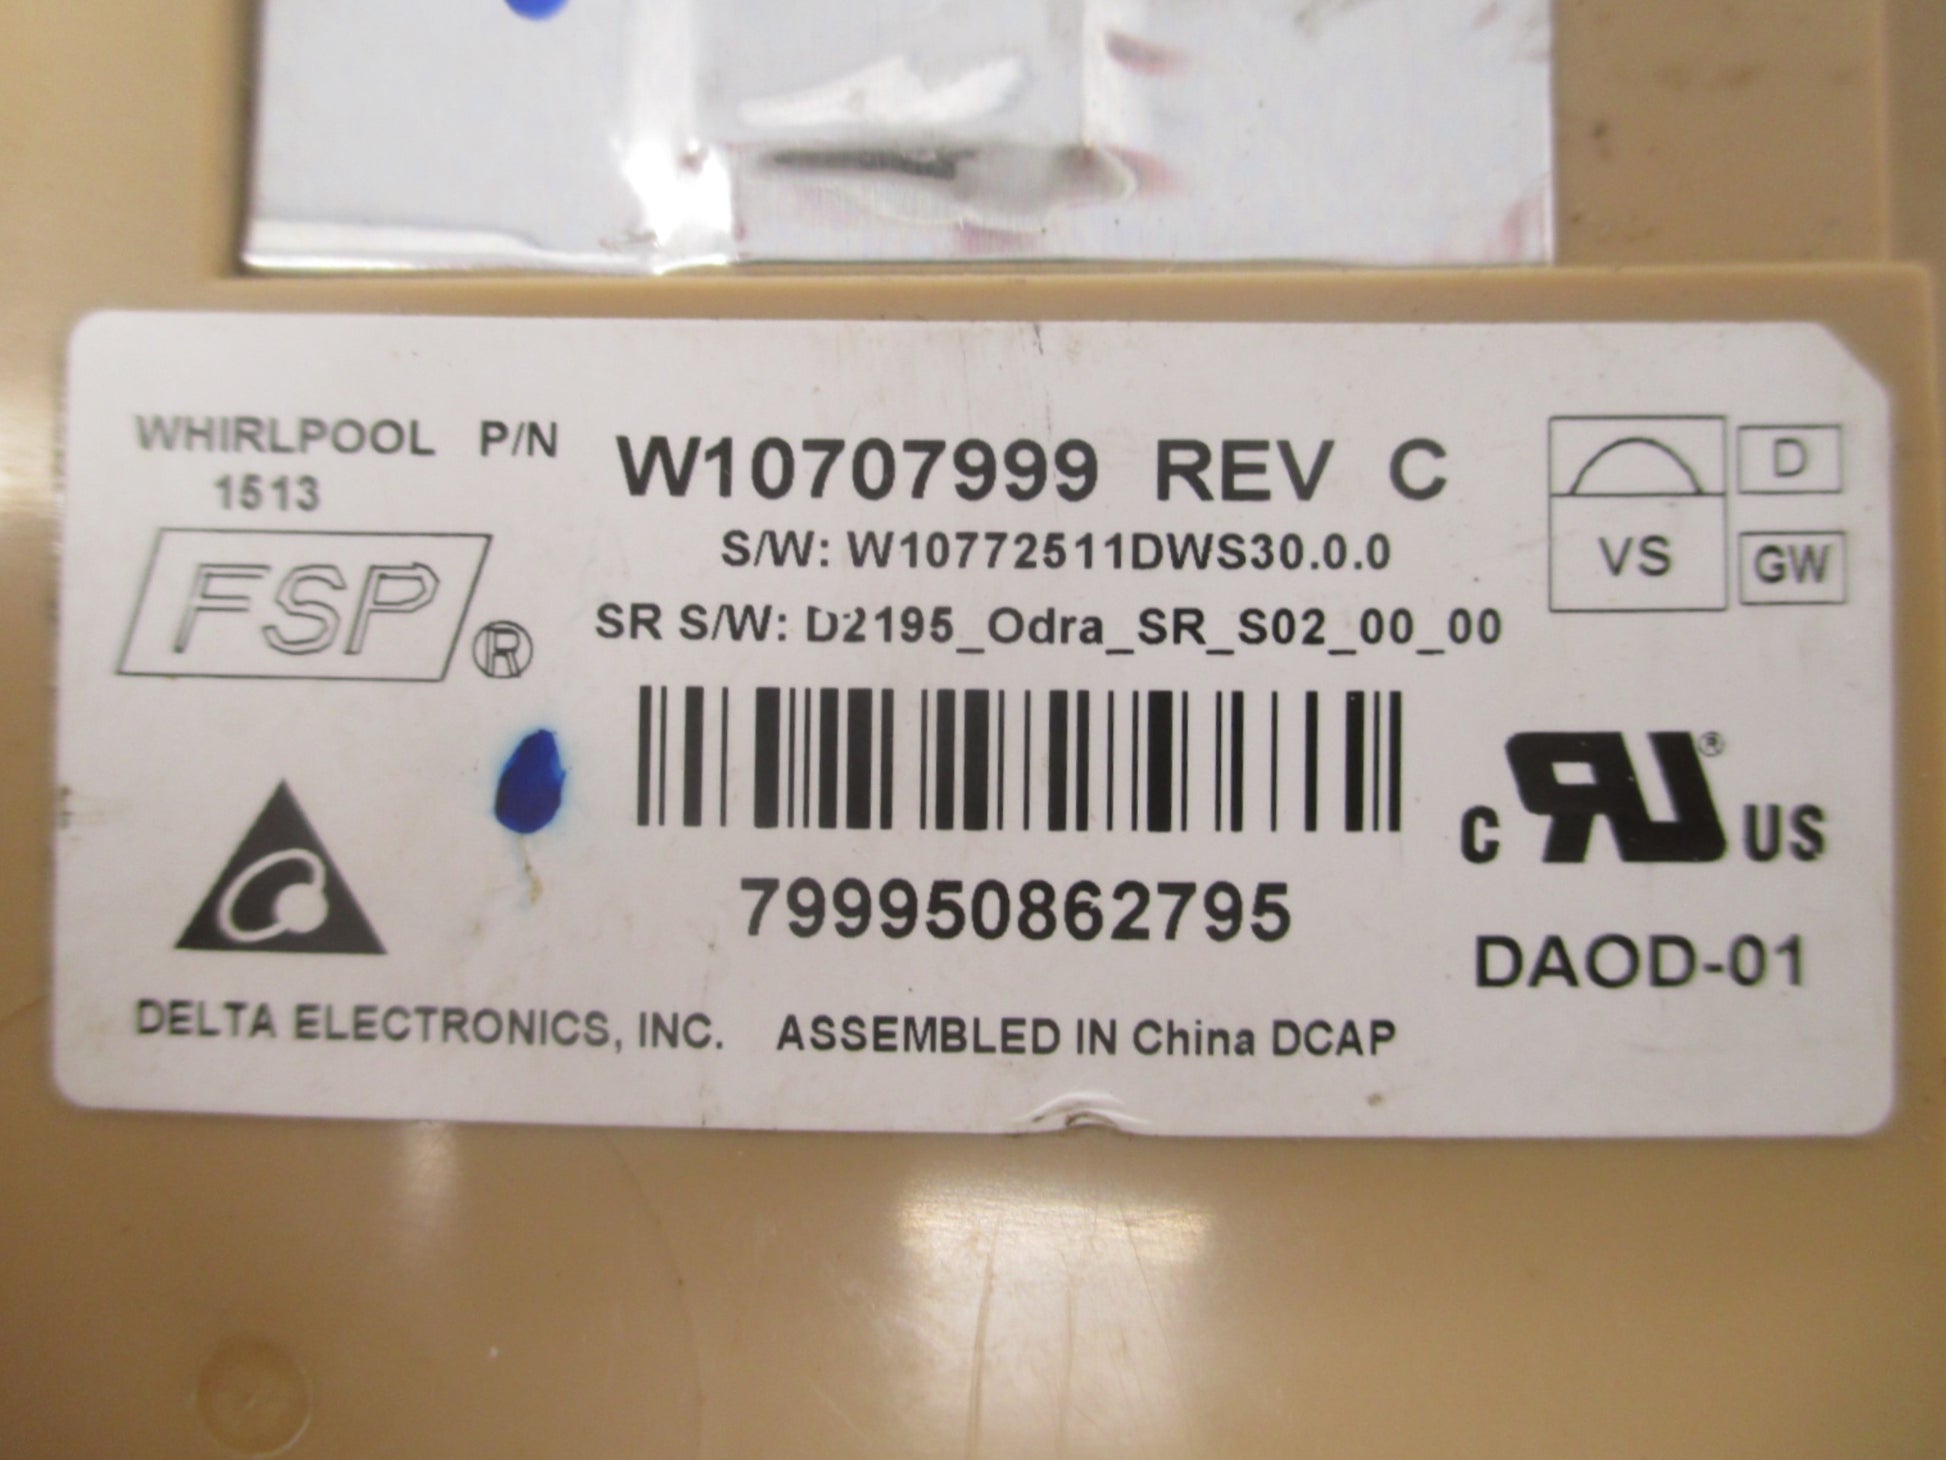 WHIRLPOOL P/N W10707999 REV C
1513
D
FSP®
S/W: W10772511DWS30.0.0
VS
GW
SR S/W: D2195_Odra_SR_S02_00_00
c RU® US
799950862795
DAOD-01
DELTA ELECTRONICS, INC. ASSEMBLED IN China DCAP